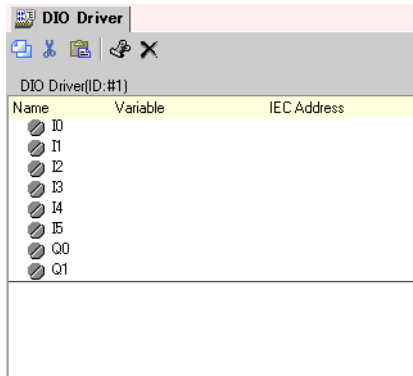 DIO Driver
DIO Driver(ID:#1)
Name Variable IEC Address
I0
I1
I2
I3
I4
I5
Q0
Q1